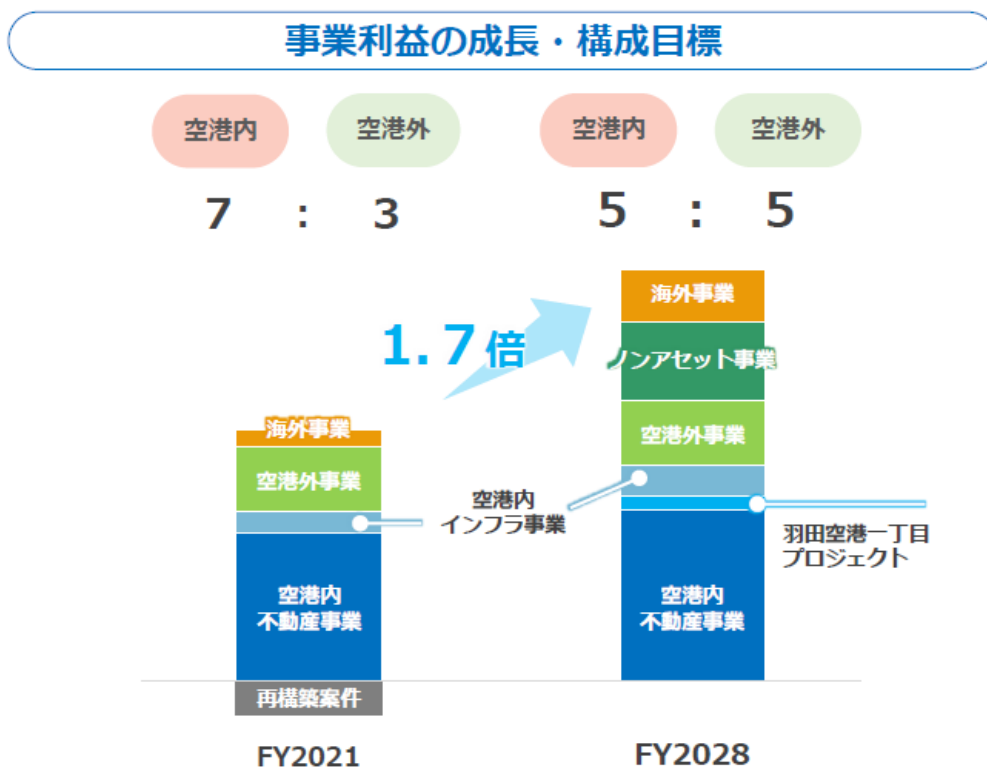 事業利益の成長・構成目標
空港内
空港外
空港内
空港外
7 : 3
5 : 5
1.7倍
海外事業
空港外事業
空港内
不動産事業
再構築案件
空港内
インフラ事業
海外事業
ノンアセット事業
空港外事業
空港内
不動産事業
羽田空港一丁目
プロジェクト
FY2021
FY2028